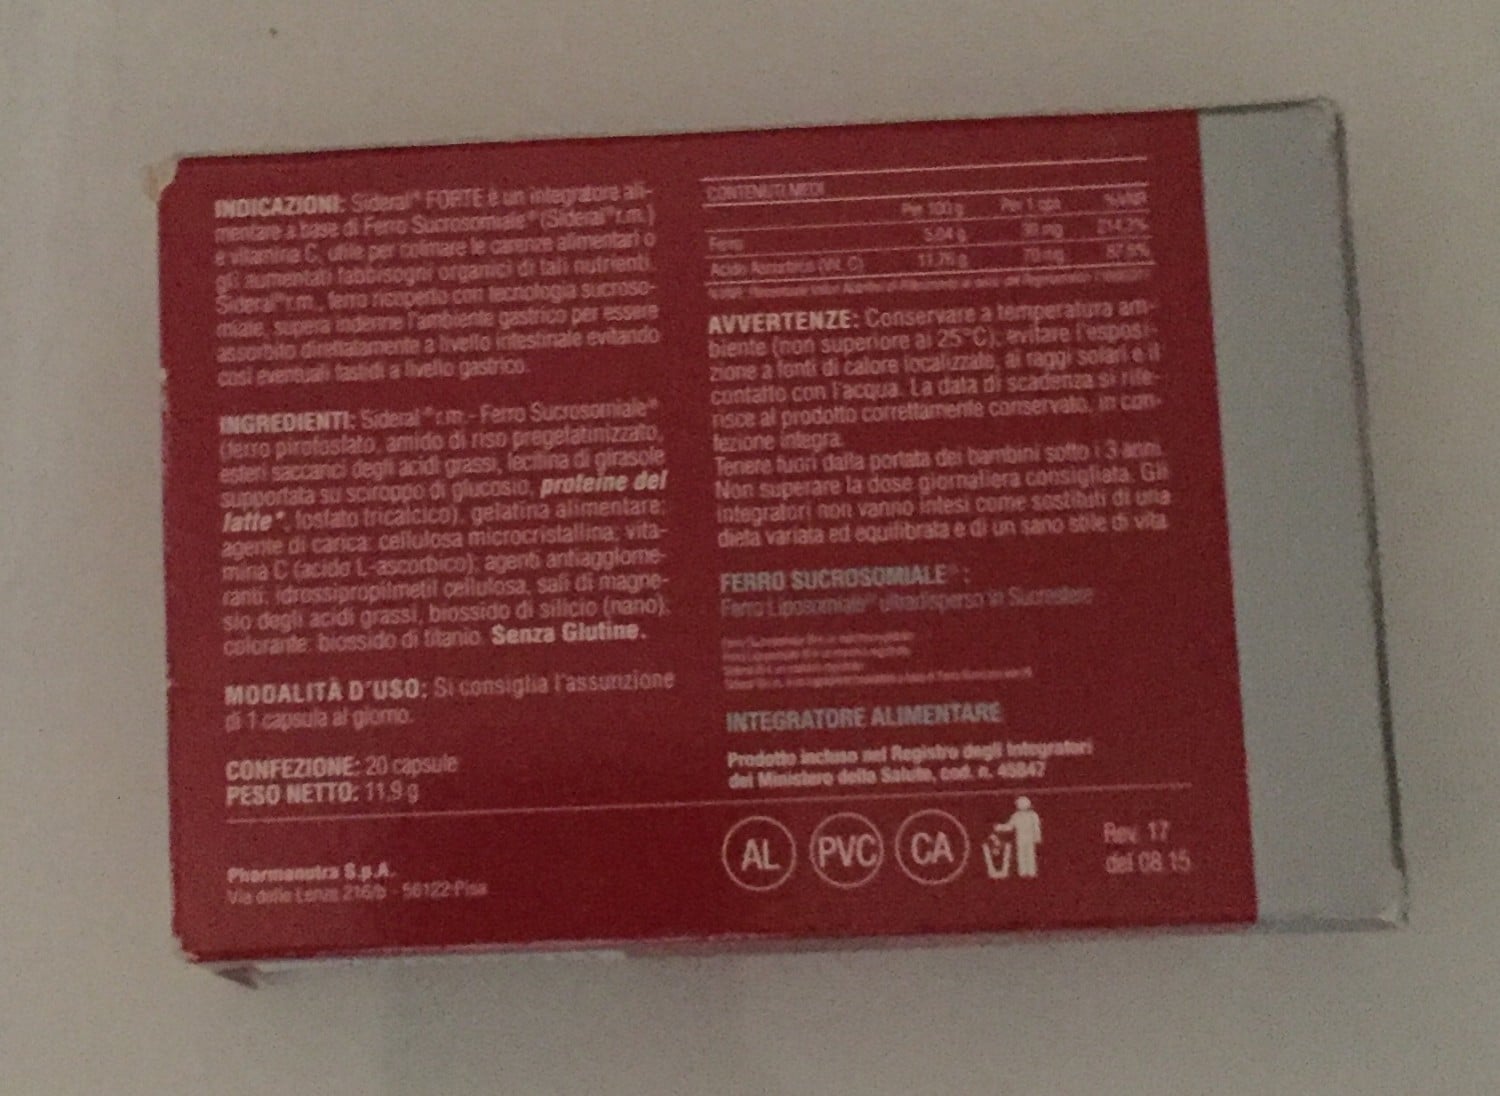 INDICAZIONI: Sideral® FORTE è un integratore ali-
mentare a base di Ferro Sucrosomiale® (Sideral® r.m.)
e vitamina C, utile per colmare le carenze alimentari o
gli aumentati fabbisogni organici di tali nutrienti.
Sideral® r.m., ferro ricoperto con tecnologia sucroso-
miale, supera indenne l'ambiente gastrico per essere
assorbito direttamente a livello intestinale evitando
così eventuali fastidi a livello gastrico.
INGREDIENTI: Sideral® r.m. - Ferro Sucrosomiale®
(ferro pirofosfato, amido di riso pregelatinizzato,
esteri saccarici degli acidi grassi, lecitina di girasole
supportata su sciroppo di glucosio, proteine del
latte*, fosfato tricalcico); gelatina alimentare;
agente di carica: cellulosa microcristallina; vita-
mina C (acido L-ascorbico); agenti antiagglome-
ranti: idrossipropilmetil cellulosa, sali di magne-
sio degli acidi grassi, biossido di silicio (nano);
colorante: biossido di titanio. Senza Glutine.
MODALITÀ D'USO: Si consiglia l'assunzione
di 1 capsula al giorno.
CONFEZIONE: 20 capsule
PESO NETTO: 11,9 g
Pharmanutra S.p.A.
Via delle Lenze 216/b - 56122 Pisa
CONTENUTI MEDI
Per 100 g Per 1 cps %VNR
Ferro 5,04 g 30 mg 214,2%
Acido Ascorbico (Vit. C) 11,76 g 70 mg 87,5%
AVVERTENZE: Conservare a temperatura am-
biente (non superiore ai 25°C), evitare l'esposi-
zione a fonti di calore localizzate, ai raggi solari e il
contatto con l'acqua. La data di scadenza si rife-
risce al prodotto correttamente conservato, in con-
fezione integra.
Tenere fuori dalla portata dei bambini sotto i 3 anni.
Non superare la dose giornaliera consigliata. Gli
integratori non vanno intesi come sostituti di una
dieta variata ed equilibrata e di un sano stile di vita.
FERRO SUCROSOMIALE®:
Ferro Liposomiale® ultradisperso in Sucrestere
INTEGRATORE ALIMENTARE
Prodotto incluso nel Registro degli Integratori
del Ministero della Salute, cod. n. 45847
AL PVC CA
Rev. 17
del 08.15